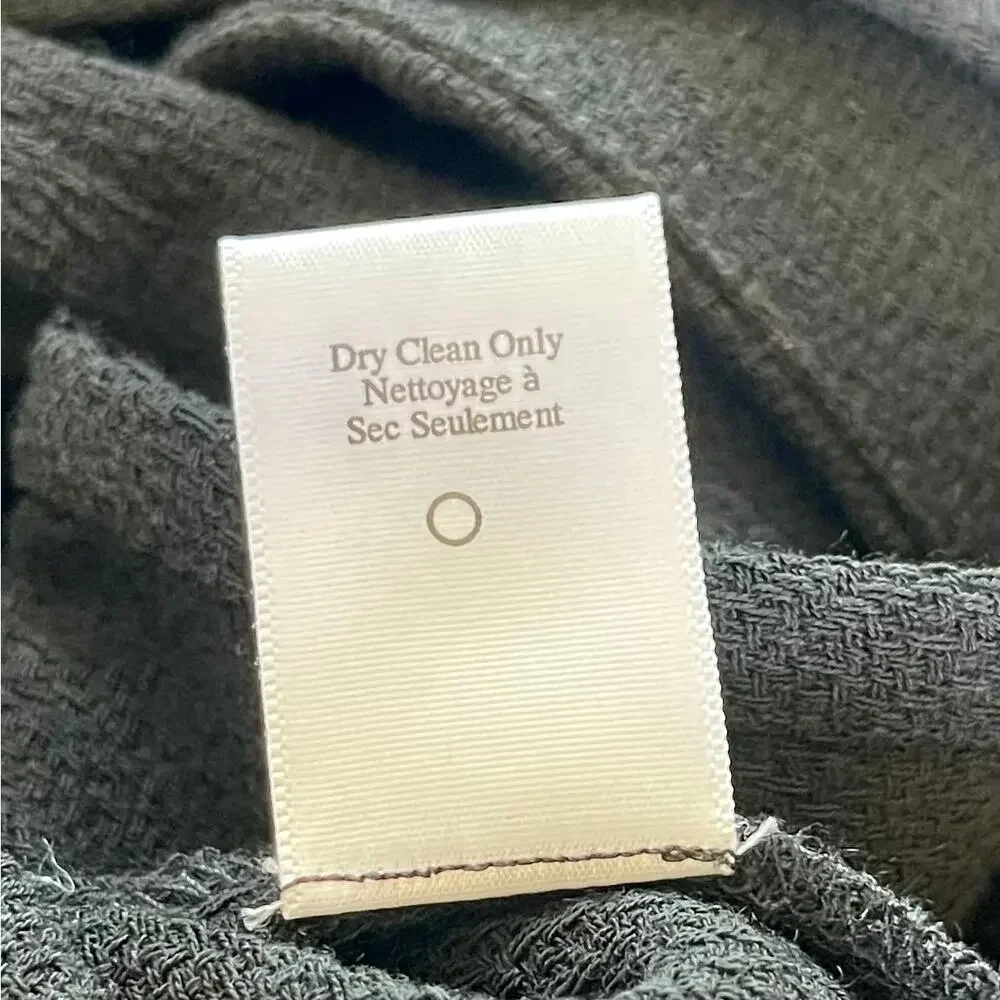 Dry Clean Only
Nettoyage à
Sec Seulement